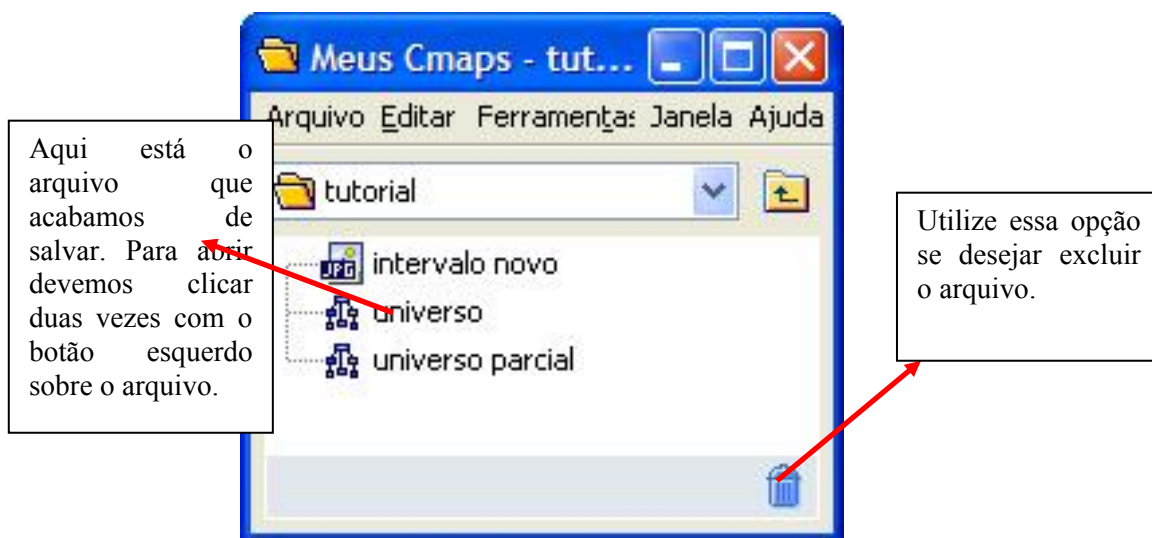 Meus Cmaps - tut...
Arquivo Editar Ferramentas Janela Ajuda
tutorial
JPG
intervalo novo
universo
universo parcial
Aqui está o
arquivo que
acabamos de
salvar. Para abrir
devemos clicar
duas vezes com o
botão esquerdo
sobre o arquivo.
Utilize essa opção
se desejar excluir
o arquivo.